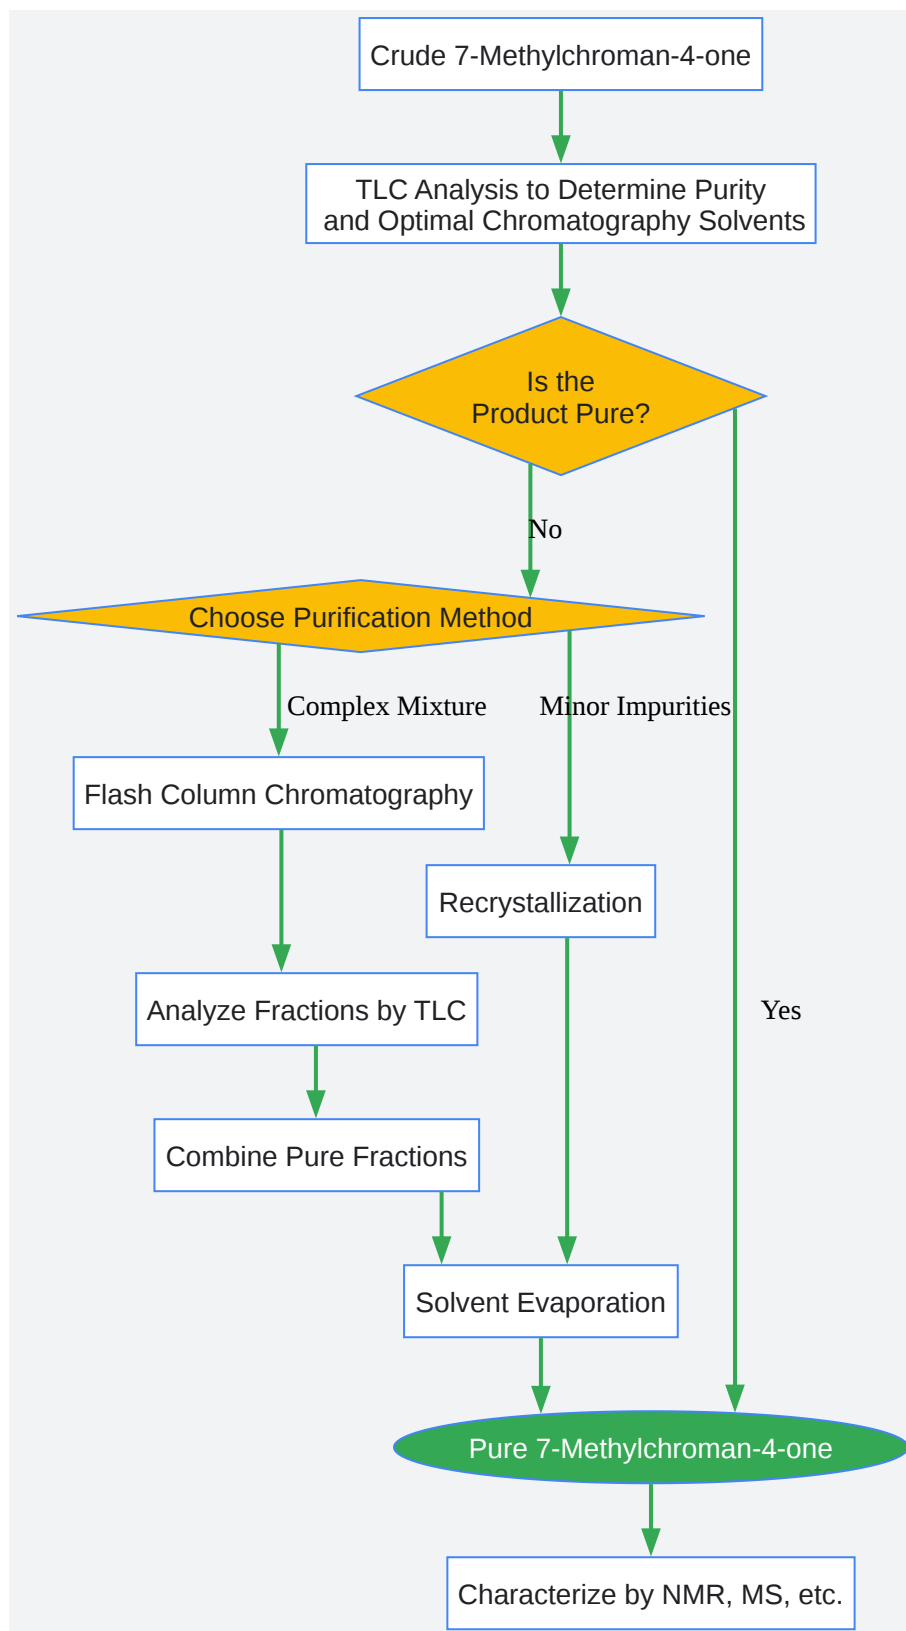 Crude 7-Methylchroman-4-one
TLC Analysis to Determine Purity
and Optimal Chromatography Solvents
Is the
Product Pure?
No
Choose Purification Method
Complex Mixture
Minor Impurities
Flash Column Chromatography
Recrystallization
Analyze Fractions by TLC
Yes
Combine Pure Fractions
Solvent Evaporation
Pure 7-Methylchroman-4-one
Characterize by NMR, MS, etc.